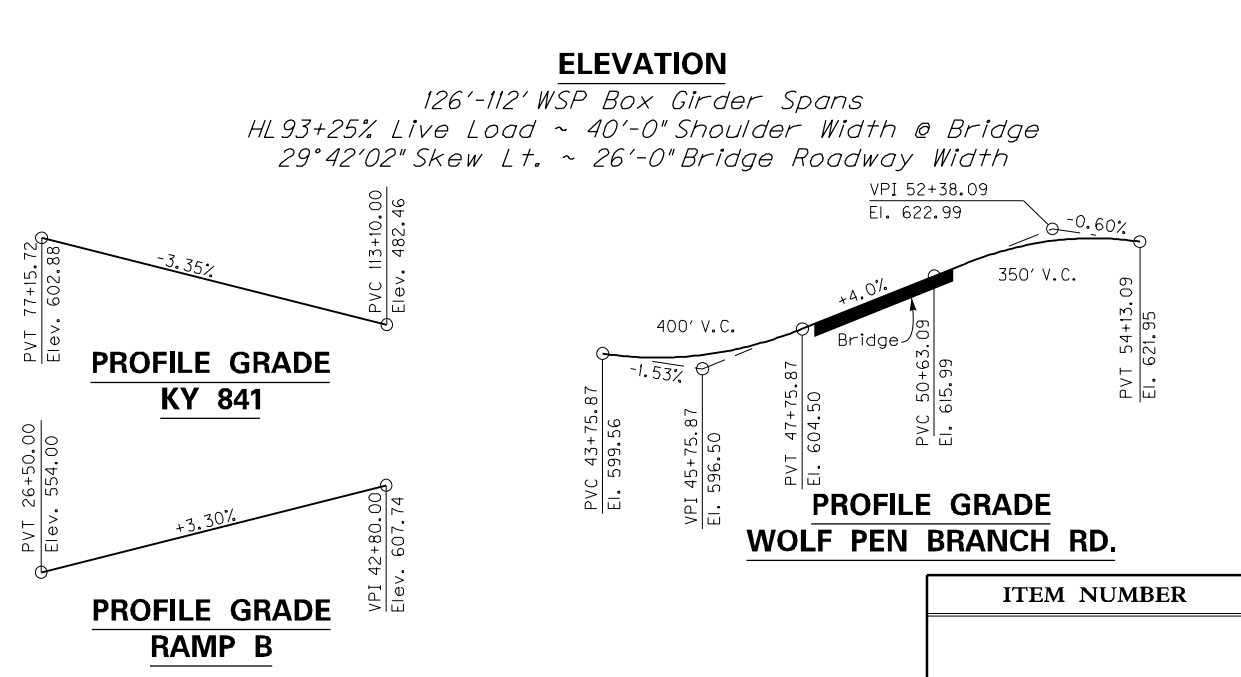 ELEVATION
126'-112' WSP Box Girder Spans
HL93+25% Live Load ~ 40'-0" Shoulder Width @ Bridge
29°42'02" Skew Lt. ~ 26'-0" Bridge Roadway Width
PVT 77+15.72
Elev. 602.88
-3.35%
PVC 113+10.00
Elev. 482.46
PROFILE GRADE
KY 841
PVT 26+50.00
Elev. 554.00
+3.30%
VPI 42+80.00
Elev. 607.74
PROFILE GRADE
RAMP B
VPI 52+38.09
El. 622.99
-0.60%
350' V.C.
+4.0%
400' V.C.
Bridge
-1.53%
PVC 43+75.87
El. 599.56
VPI 45+75.87
El. 596.50
PVT 47+75.87
El. 604.50
PVC 50+63.09
El. 615.99
PVT 54+13.09
El. 621.95
PROFILE GRADE
WOLF PEN BRANCH RD.
ITEM NUMBER